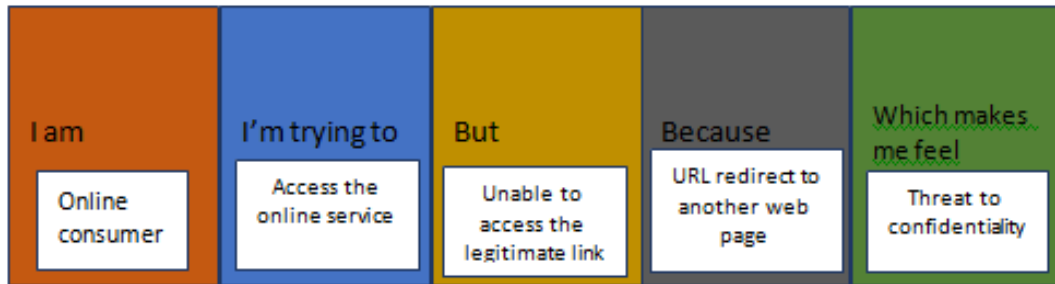 I am
Online
consumer
I'm trying to
Access the
online service
But
Unable to
access the
legitimate link
Because
URL redirect to
another web
page
Which makes
me feel
Threat to
confidentiality